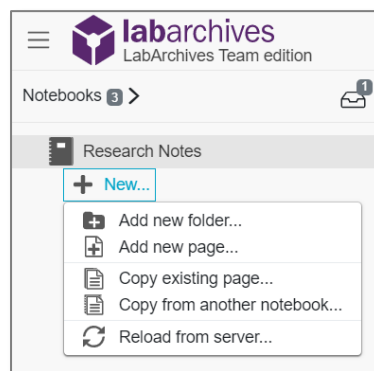 labarchives
LabArchives Team edition
Notebooks 3
1
Research Notes
New...
Add new folder...
Add new page...
Copy existing page...
Copy from another notebook...
Reload from server...